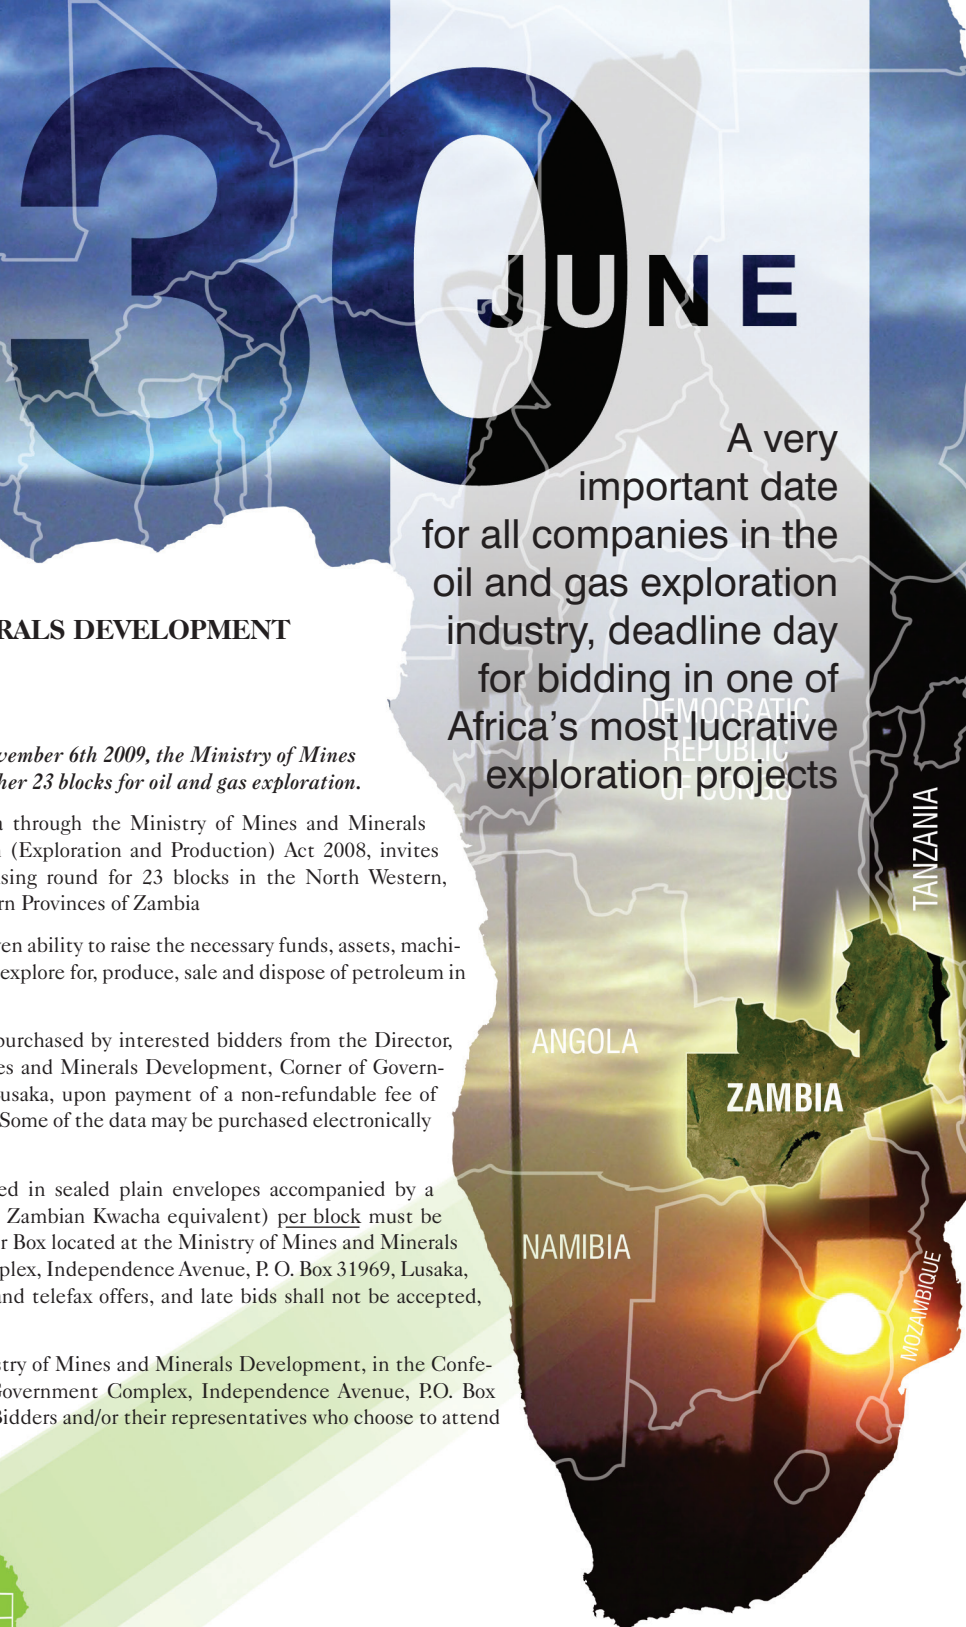 30
JUNE
A very
important date
for all companies in the
oil and gas exploration
industry, deadline day
for bidding in one of
Africa's most lucrative
exploration projects
RALS DEVELOPMENT
vember 6th 2009, the Ministry of Mines
her 23 blocks for oil and gas exploration.
through the Ministry of Mines and Minerals
(Exploration and Production) Act 2008, invites
sing round for 23 blocks in the North Western,
rn Provinces of Zambia
en ability to raise the necessary funds, assets, machi-
explore for, produce, sale and dispose of petroleum in
purchased by interested bidders from the Director,
es and Minerals Development, Corner of Govern-
usaka, upon payment of a non-refundable fee of
Some of the data may be purchased electronically
ed in sealed plain envelopes accompanied by a
Zambian Kwacha equivalent) per block must be
r Box located at the Ministry of Mines and Minerals
plex, Independence Avenue, P. O. Box 31969, Lusaka,
and telefax offers, and late bids shall not be accepted,
stry of Mines and Minerals Development, in the Confe-
Government Complex, Independence Avenue, P.O. Box
Bidders and/or their representatives who choose to attend
DEMOCRATIC
REPUBLIC
OF CONGO
TANZANIA
ANGOLA
ZAMBIA
NAMIBIA
MOZAMBIQUE